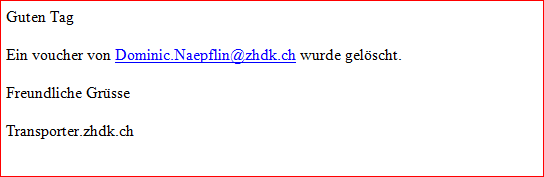 Guten Tag
Ein voucher von Dominic.Naepflin@zhdk.ch wurde gelöscht.
Freundliche Grüsse
Transporter.zhdk.ch